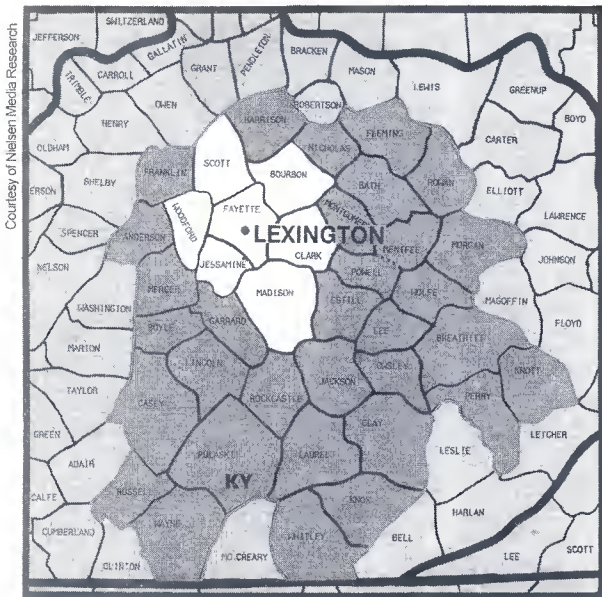 Courtesy of Nielsen Media Research
SWITZERLAND
JEFFERSON
GALLATIN
CARROLL
TRIMBLE
GRANT
PENDLETON
BRACKEN
MASON
LEWIS
GREENUP
BOYD
OWEN
HENRY
ROBERTSON
HARRISON
FLEMING
CARTER
OLDHAM
SCOTT
NICHOLAS
BOURBON
BATH
ROWAN
ELLIOTT
ERSON
SHELBY
FRANKLIN
WOODFORD
FAYETTE
MONTGOMERY
LAWRENCE
SPENCER
ANDERSON
LEXINGTON
MENIFEE
MORGAN
JOHNSON
NELSON
JESSAMINE
CLARK
POWELL
MERCER
MADISON
ESTILL
WOLFE
MAGOFFIN
FLOYD
WASHINGTON
BOYLE
GARRARD
LEE
BREATHITT
MARION
LINCOLN
JACKSON
OWSLEY
KNOTT
TAYLOR
CASEY
ROCKCASTLE
PERRY
CLAY
LETCHER
GREEN
PULASKI
LAUREL
LESLIE
ADAIR
KY
CALFE
RUSSELL
KNOX
HARLAN
CUMBERLAND
WAYNE
WHITLEY
BELL
LEE
SCOTT
CLINTON
MC CREARY